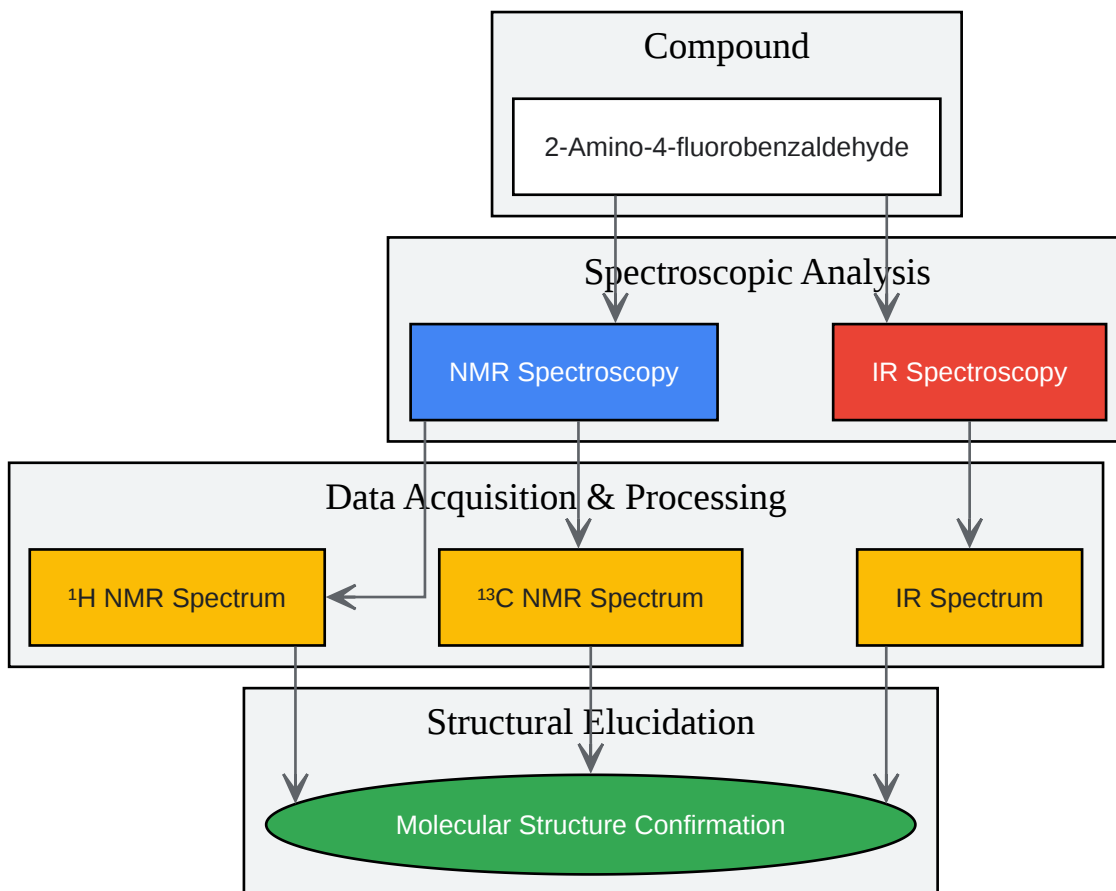 Compound
2-Amino-4-fluorobenzaldehyde
Spectroscopic Analysis
NMR Spectroscopy
IR Spectroscopy
Data Acquisition & Processing
¹H NMR Spectrum
¹³C NMR Spectrum
IR Spectrum
Structural Elucidation
Molecular Structure Confirmation